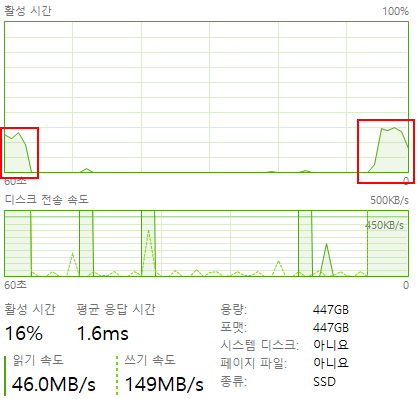 활성 시간 100%
60초 0
디스크 전송 속도 500KB/s
450KB/s
60초 0
활성 시간 평균 응답 시간 용량: 447GB
포맷: 447GB
16% 1.6ms 시스템 디스크: 아니요
페이지 파일: 아니요
읽기 속도 쓰기 속도 종류: SSD
46.0MB/s 149MB/s